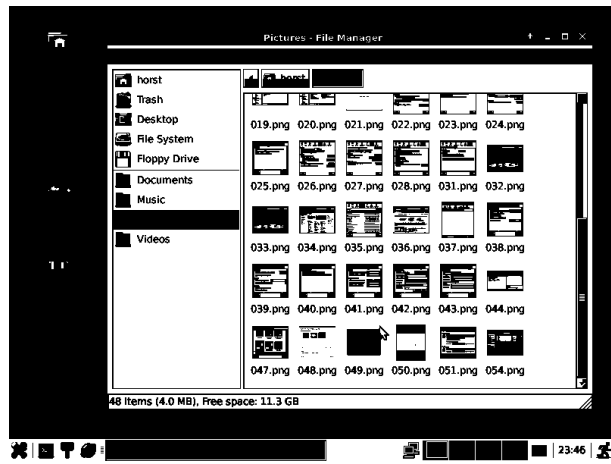 Pictures - File Manager
horst
horst
Trash
Desktop
File System
Floppy Drive
Documents
Music
Videos
019.png 020.png 021.png 022.png 023.png 024.png
025.png 026.png 027.png 028.png 031.png 032.png
033.png 034.png 035.png 036.png 037.png 038.png
039.png 040.png 041.png 042.png 043.png 044.png
047.png 048.png 049.png 050.png 051.png 054.png
48 items (4.0 MB), Free space: 11.3 GB
23:46